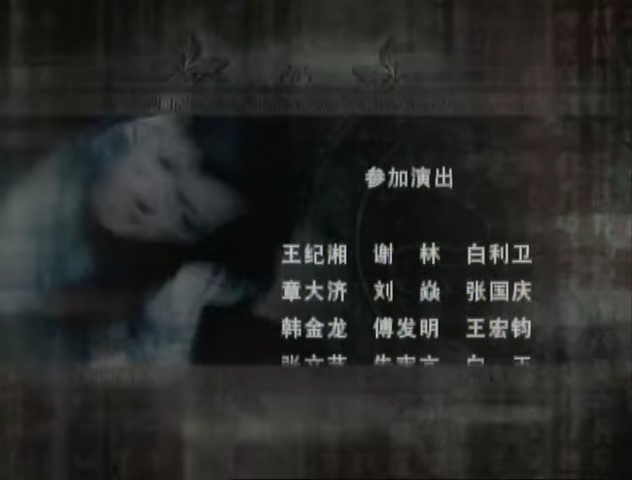 参加演出
王纪湘 谢 林 白利卫
章大济 刘 焱 张国庆
韩金龙 傅发明 王宏钧